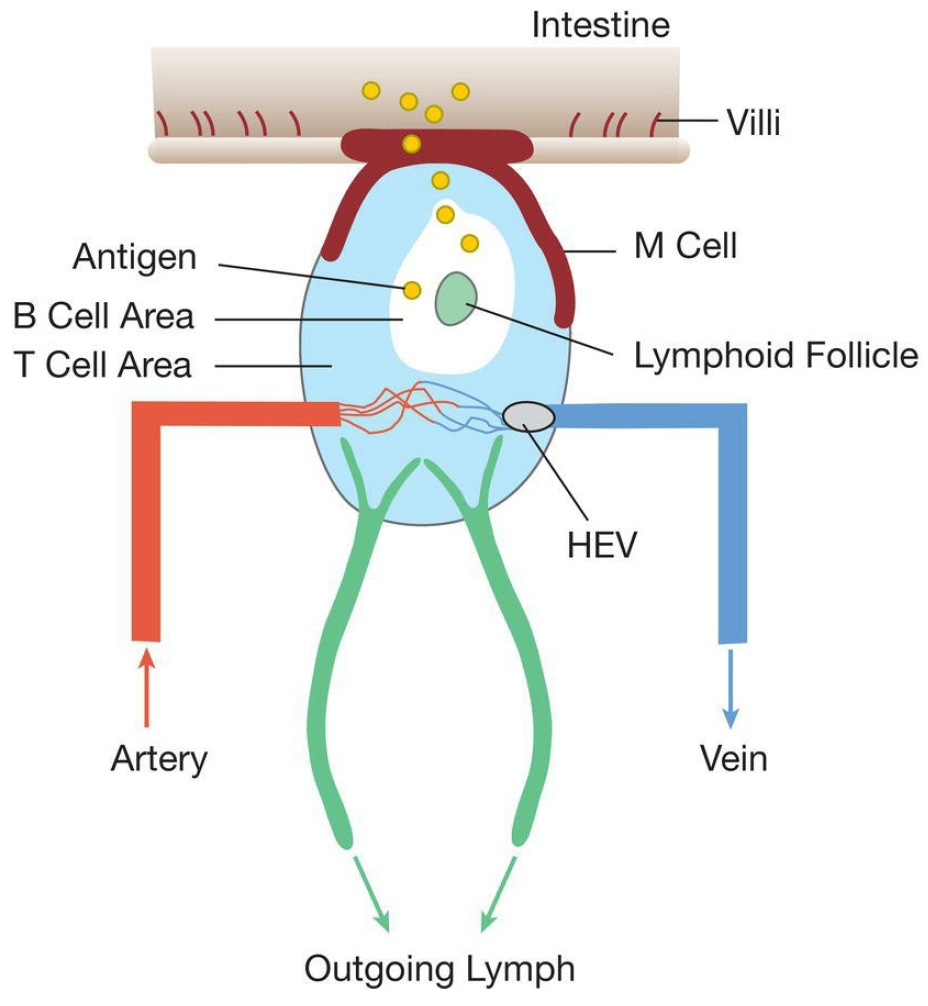 Intestine
Villi
M Cell
Antigen
B Cell Area
Lymphoid Follicle
T Cell Area
HEV
Artery
Vein
Outgoing Lymph